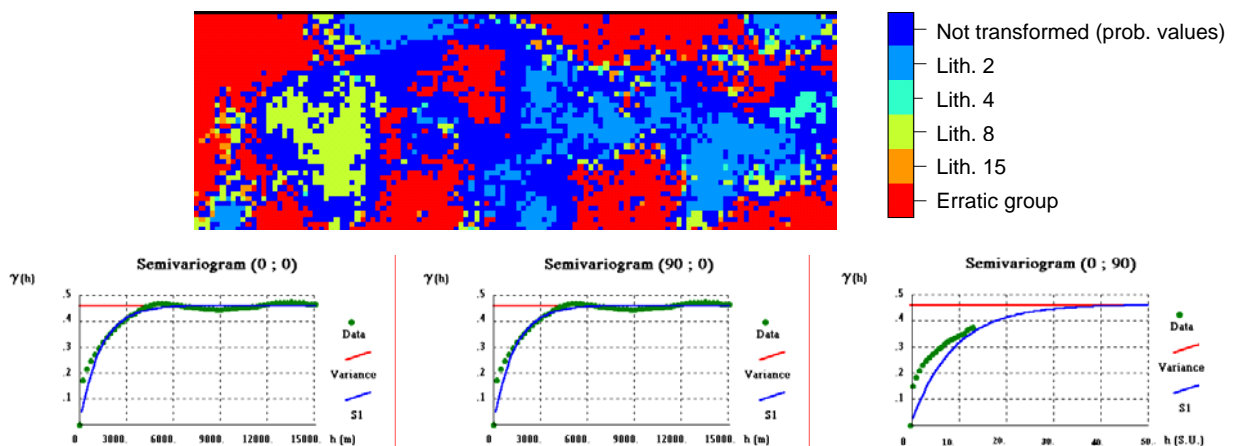 Not transformed (prob. values)
Lith. 2
Lith. 4
Lith. 8
Lith. 15
Erratic group
Semivariogram (0 ; 0)
γ(h)
.5
.4
.3
.2
.1
0
3000.
6000.
9000.
12000.
15000.
h (m)
Data
Variance
S1
Semivariogram (90 ; 0)
γ(h)
.5
.4
.3
.2
.1
0
3000.
6000.
9000.
12000.
15000.
h (m)
Data
Variance
S1
Semivariogram (0 ; 90)
γ(h)
.5
.4
.3
.2
.1
0
10.
20.
30.
40.
50.
h (S.U.)
Data
Variance
S1